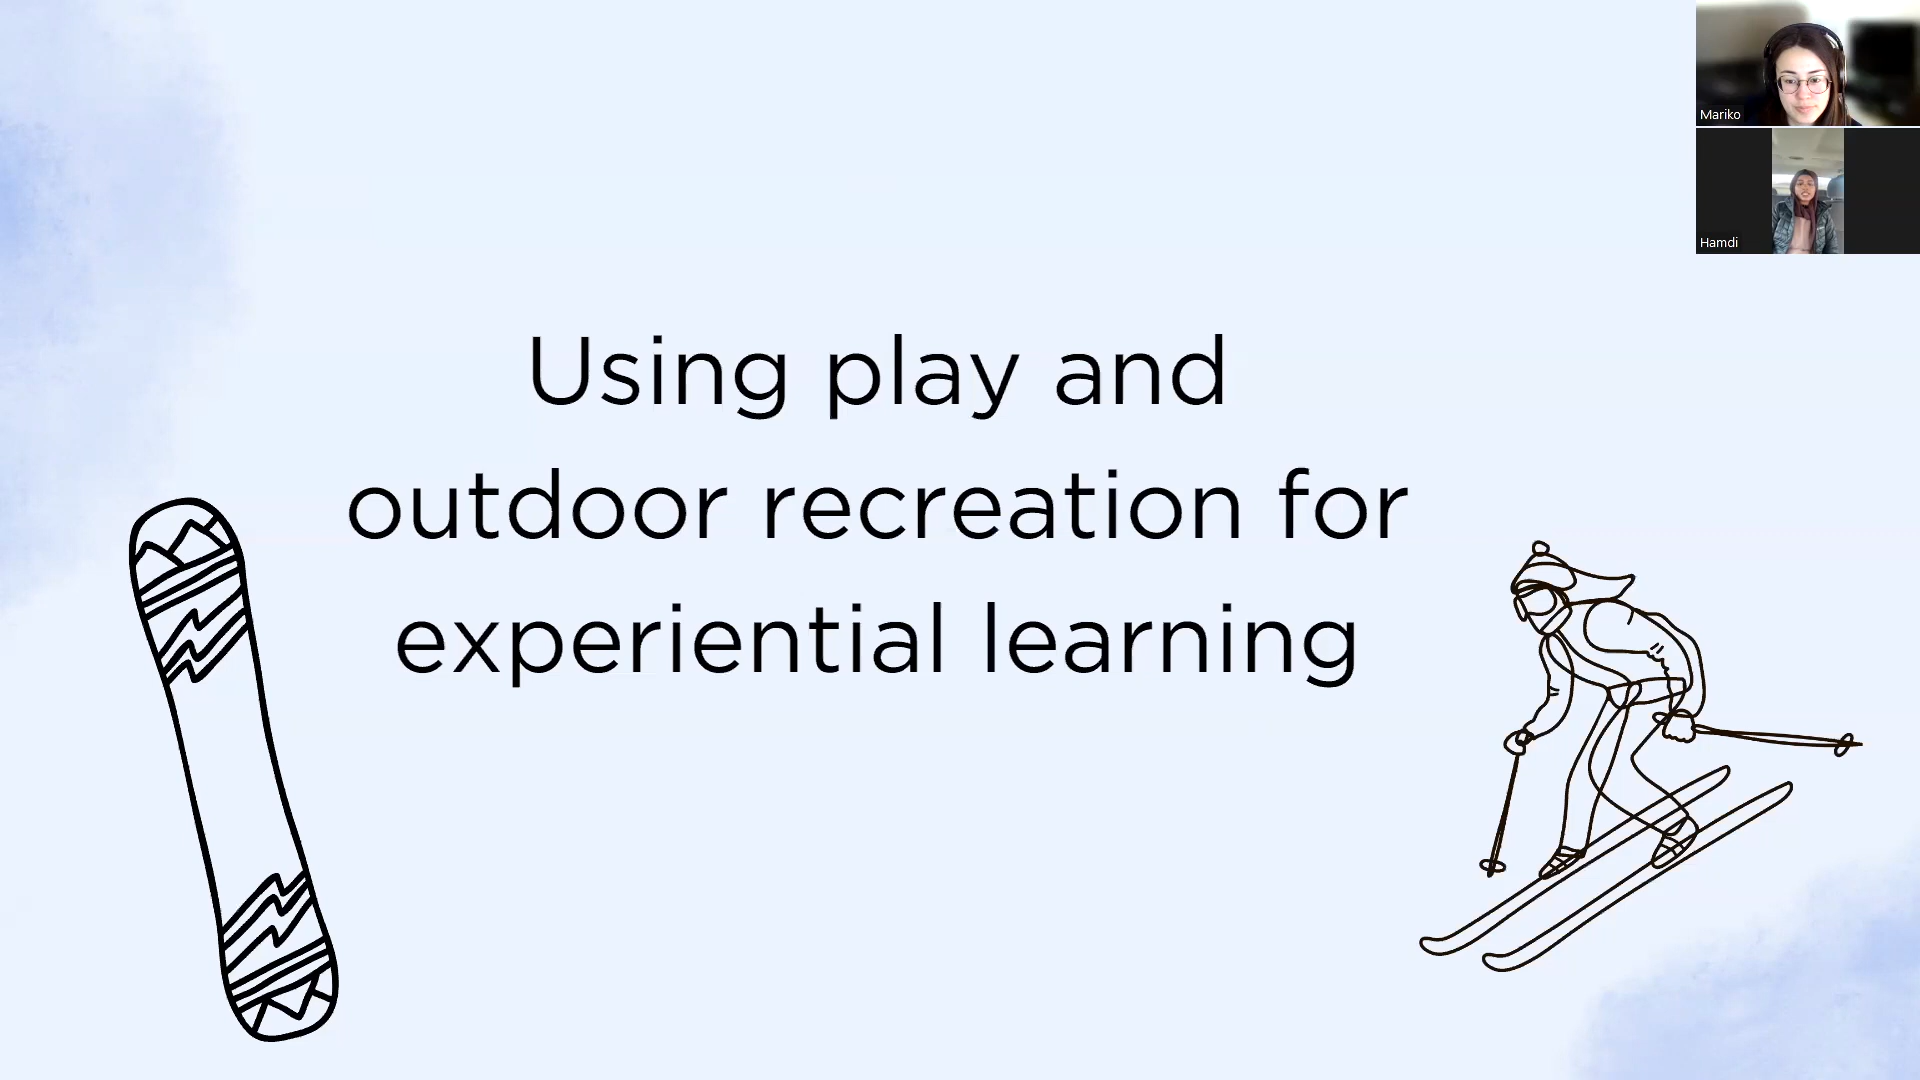 Using play and
outdoor recreation for
experiential learning
Mariko
Hamdi